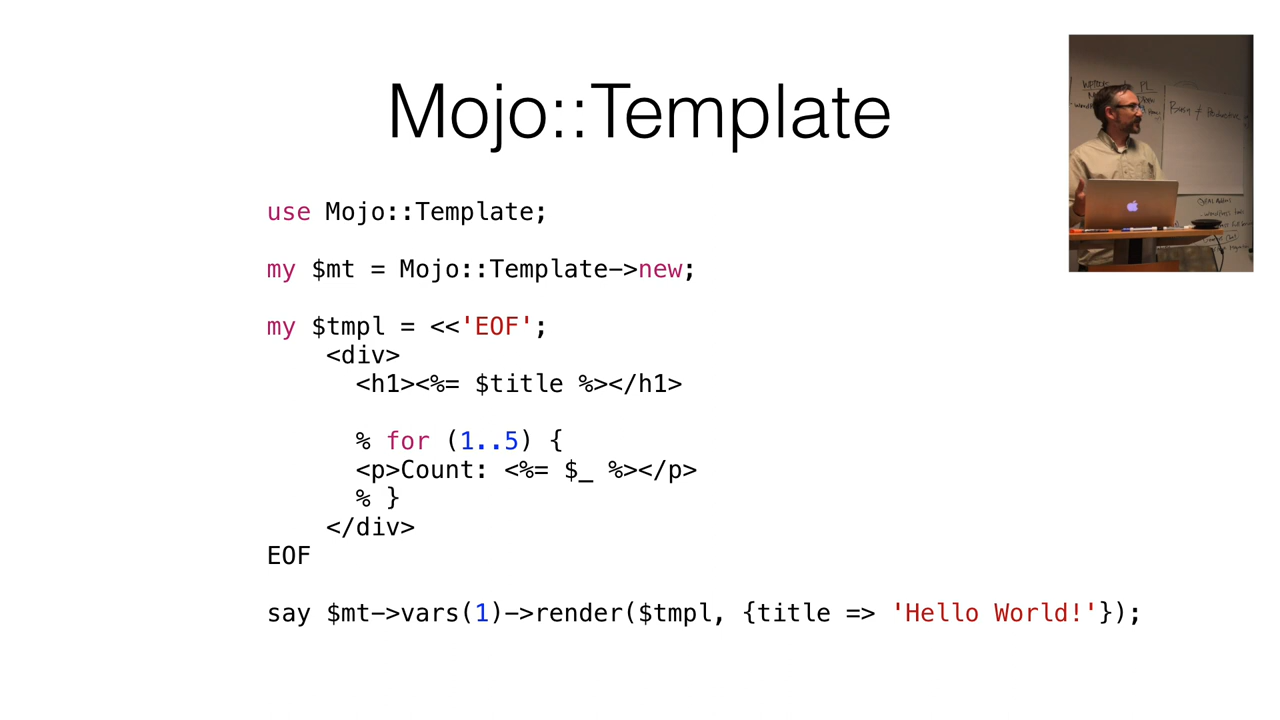 Mojo::Template
use Mojo::Template;
my $mt = Mojo::Template->new;
my $tmpl = <<'EOF';
<div>
<h1><%= $title %></h1>
% for (1..5) {
<p>Count: <%= $_ %></p>
% }
</div>
EOF
say $mt->vars(1)->render($tmpl, {title => 'Hello World!'});
PL